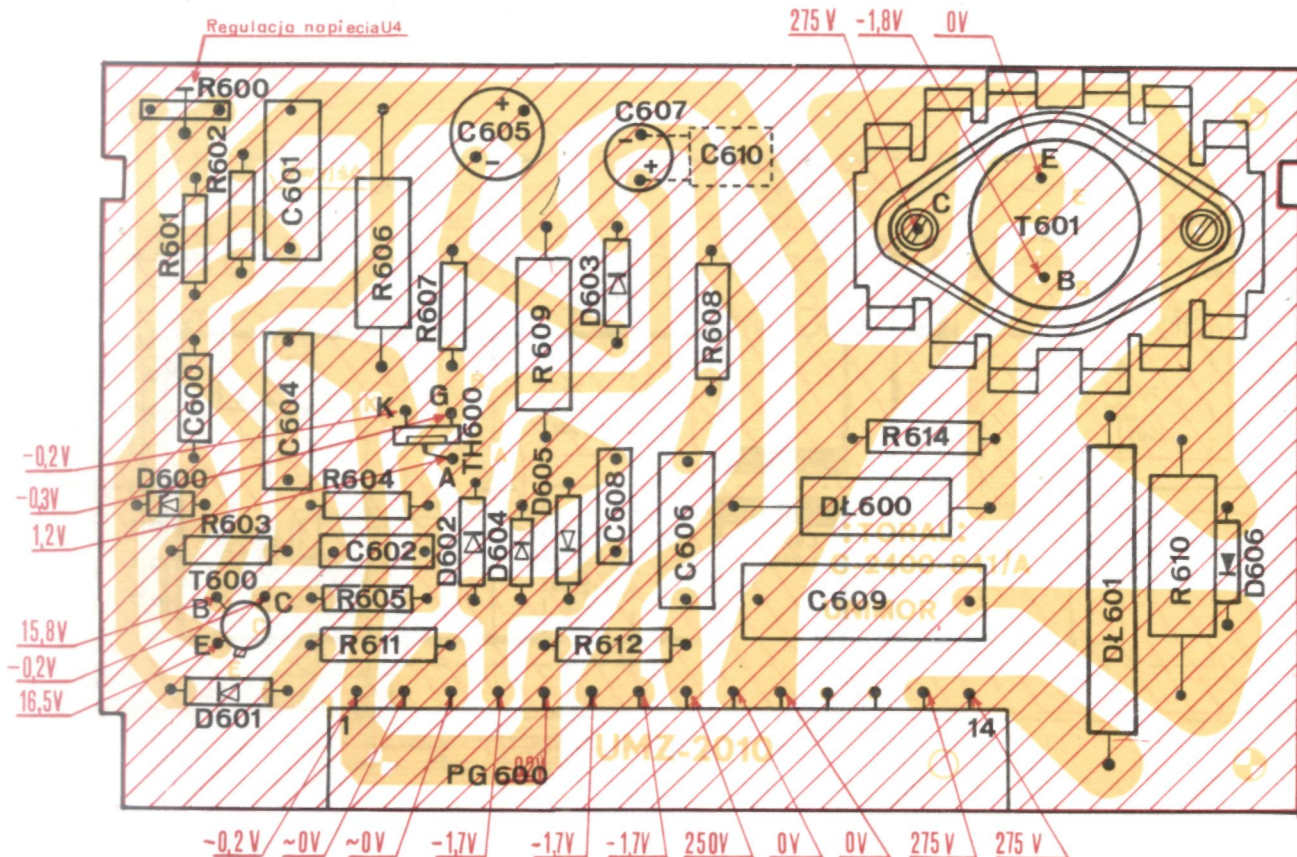 Regulacja napieciaU4
275 V -1,8V 0V
R600
R602
C601
C605
+
-
C607
-
+
C610
E
C
T601
B
R601
R606
R607
D603
R609
R608
C600
C604
K
G
TH600
A
R614
-0,2V
D600
-0,3V
1,2V
R604
D605
C608
C606
DŁ600
R603
C602
D602
D604
R610
D606
T600
B
C
E
R605
C609
UNIMOR
DŁ601
15,8V
-0,2V
16,5V
R611
R612
D601
1
14
UMZ-2010
PG600
-0,2V ~0V ~0V -1,7V -1,7V -1,7V 250V 0V 0V 275V 275 V